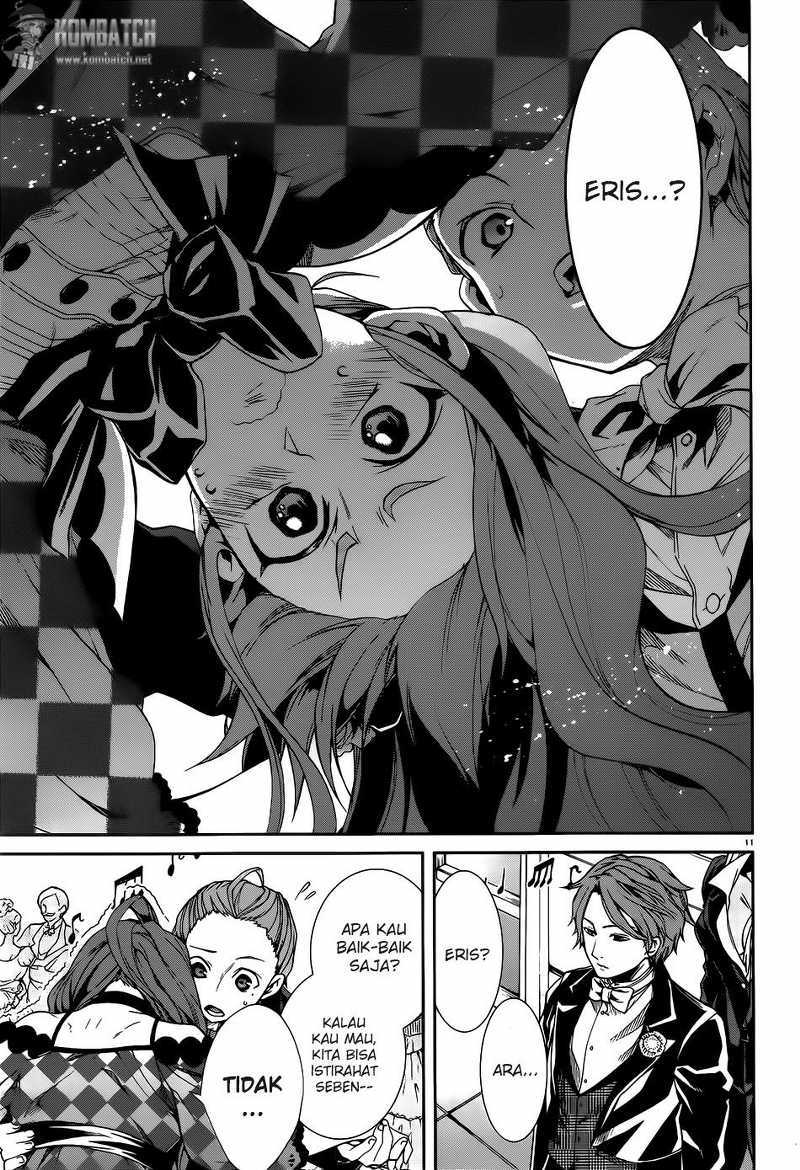 KOMBATCH
www.kombatch.net
ERIS...?
11
ERIS?
ARA...
APA KAU
BAIK-BAIK
SAJA?
KALAU
KAU MAU,
KITA BISA
ISTIRAHAT
SEBEN--
TIDAK
...